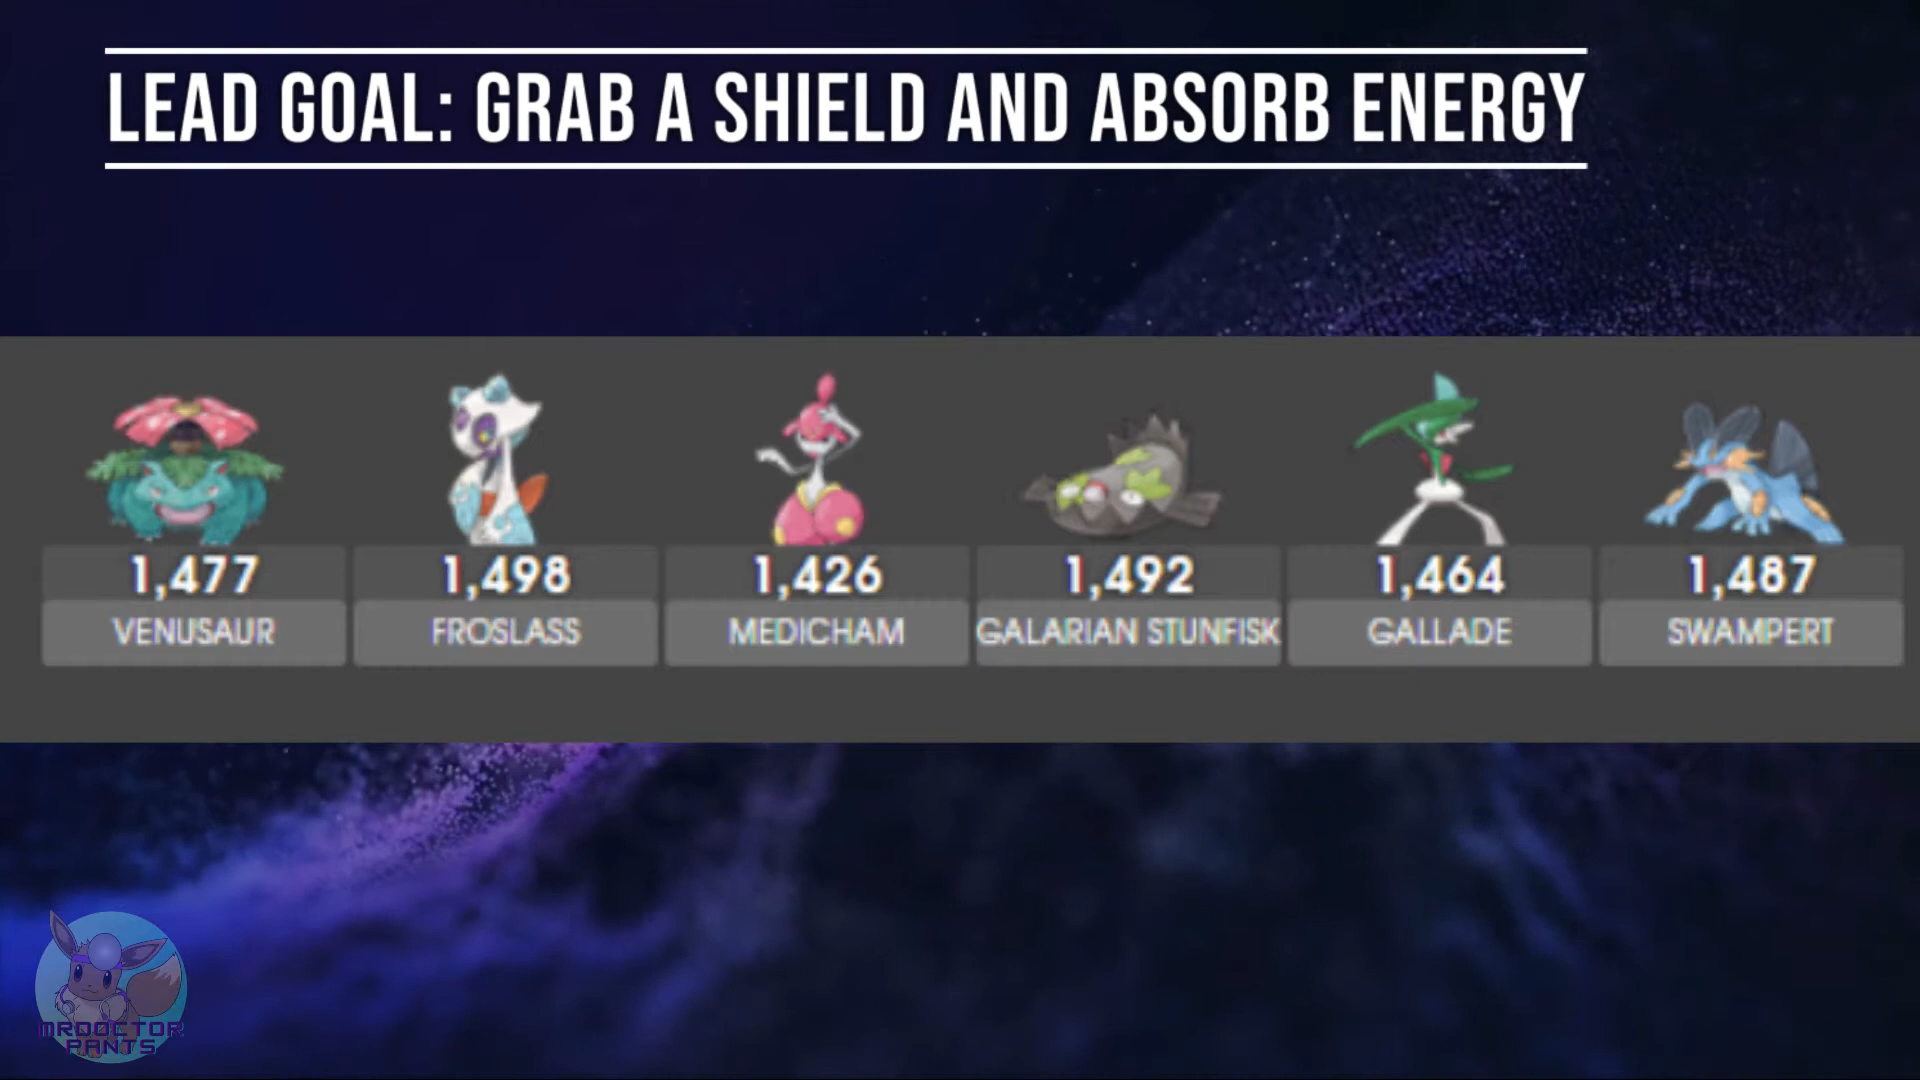 LEAD GOAL: GRAB A SHIELD AND ABSORB ENERGY
1,477 1,498 1,426 1,492 1,464 1,487
VENUSAUR FROSLASS MEDICHAM GALARIAN STUNFISK GALLADE SWAMPERT
MRDOCTOR
PANTS